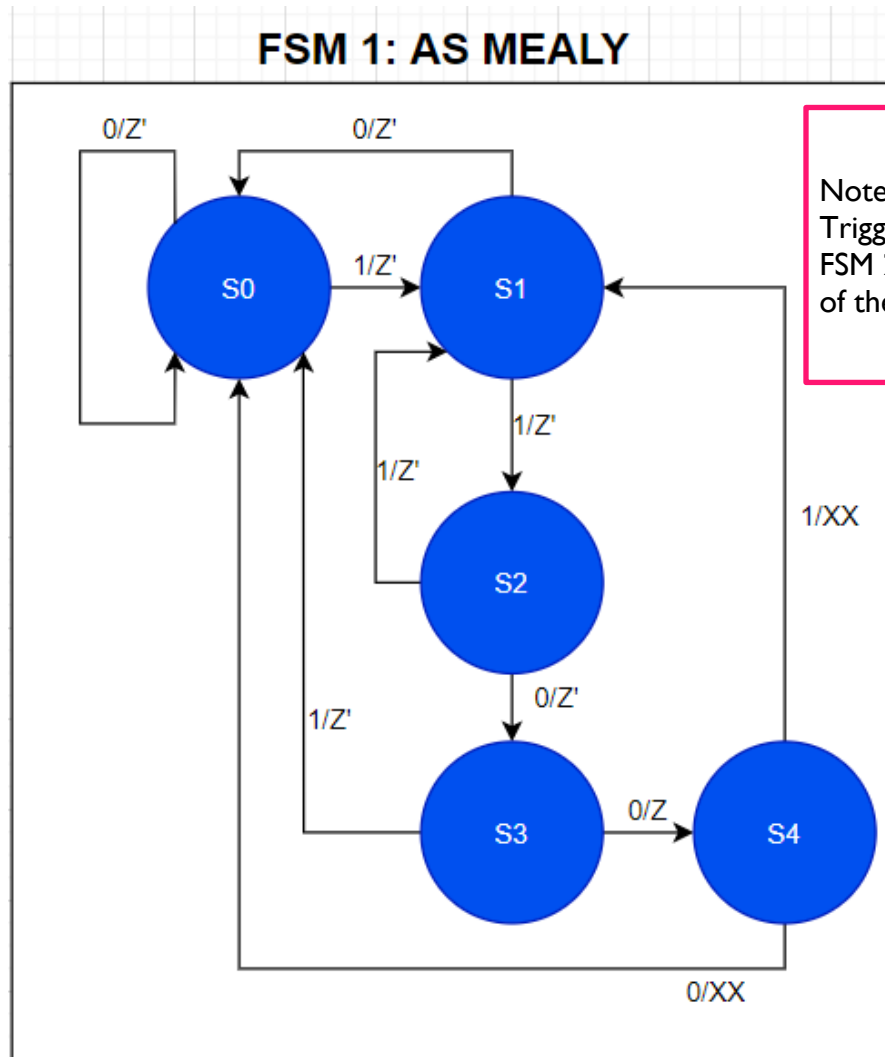 FSM 1: AS MEALY
0/Z'
0/Z'
Note
Trigg
FSM
of the
S0
1/Z'
S1
1/Z'
1/Z'
1/XX
S2
0/Z'
1/Z'
S3
0/Z
S4
0/XX